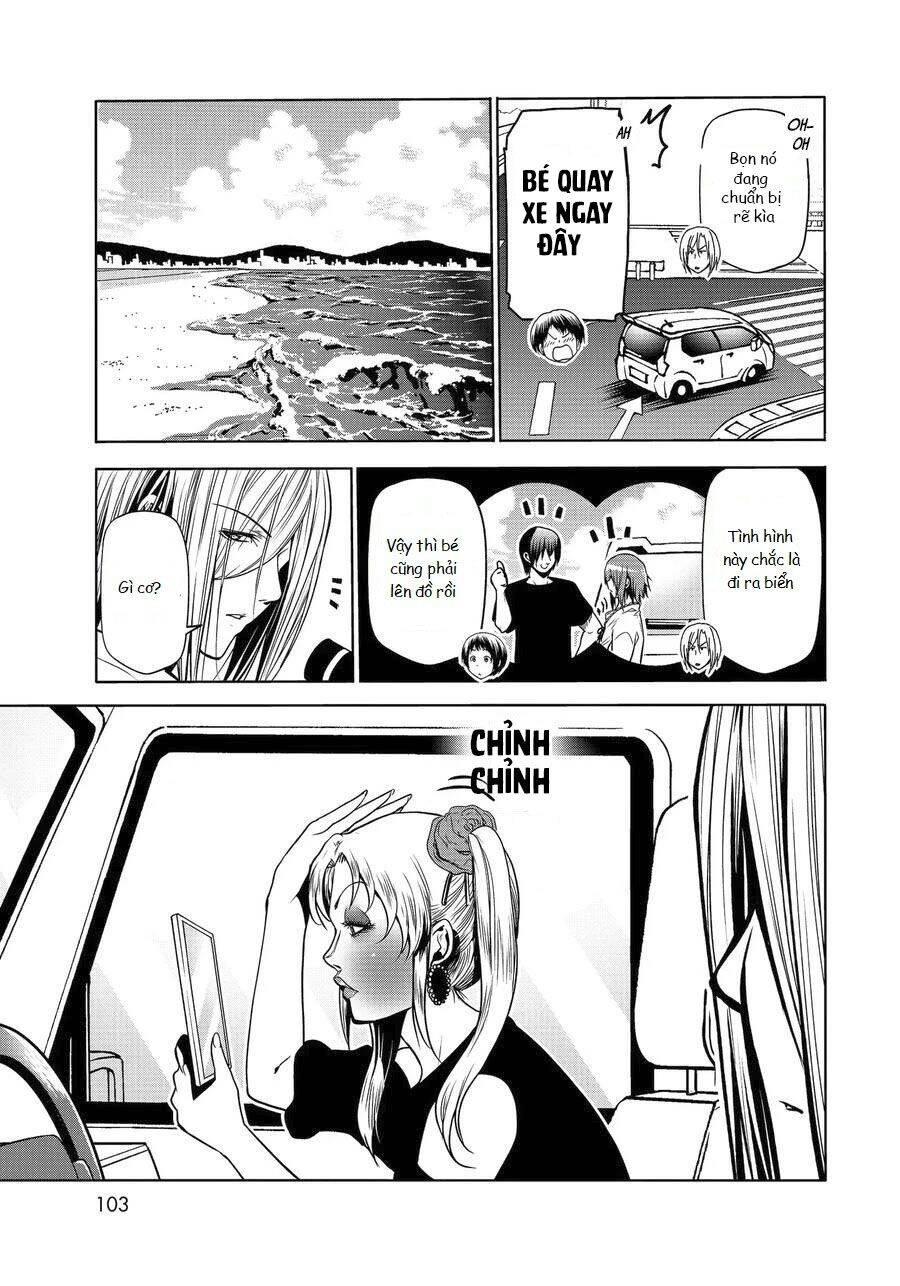 OH-
OH
Bọn nó
đang
chuẩn bị
rẽ kìa
AH
BÉ QUAY
XE NGAY
ĐÂY
Tình hình
này chắc là
đi ra biển
Vậy thì bé
cũng phải
lên đồ rồi
Gì cơ?
CHỈNH
CHỈNH
103